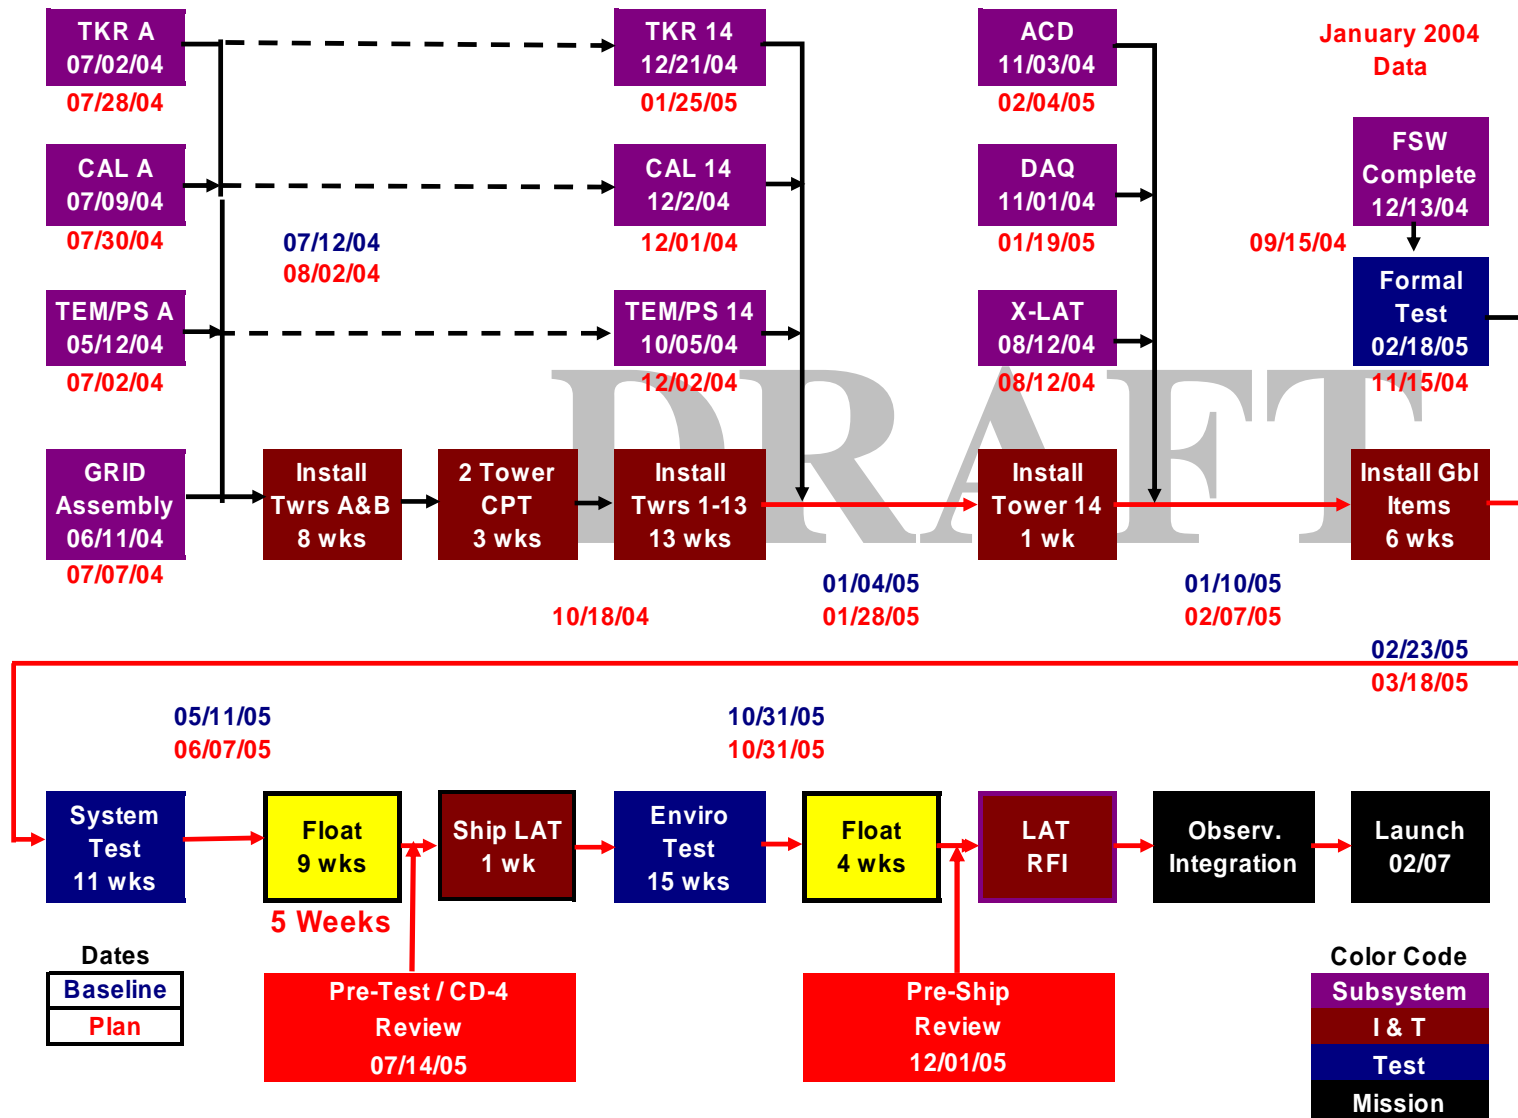 TKR A
07/02/04
07/28/04
TKR 14
12/21/04
01/25/05
ACD
11/03/04
02/04/05
January 2004
Data
CAL A
07/09/04
07/30/04
CAL 14
12/2/04
12/01/04
DAQ
11/01/04
01/19/05
FSW
Complete
12/13/04
07/12/04
08/02/04
09/15/04
TEM/PS A
05/12/04
07/02/04
TEM/PS 14
10/05/04
12/02/04
X-LAT
08/12/04
08/12/04
Formal
Test
02/18/05
11/15/04
DRAFT
GRID
Assembly
06/11/04
07/07/04
Install
Twrs A&B
8 wks
2 Tower
CPT
3 wks
Install
Twrs 1-13
13 wks
Install
Tower 14
1 wk
Install Gbl
Items
6 wks
10/18/04
01/04/05
01/28/05
01/10/05
02/07/05
02/23/05
03/18/05
05/11/05
06/07/05
10/31/05
10/31/05
System
Test
11 wks
Float
9 wks
5 Weeks
Ship LAT
1 wk
Enviro
Test
15 wks
Float
4 wks
LAT
RFI
Observ.
Integration
Launch
02/07
Dates
Baseline
Plan
Pre-Test / CD-4
Review
07/14/05
Pre-Ship
Review
12/01/05
Color Code
Subsystem
I & T
Test
Mission